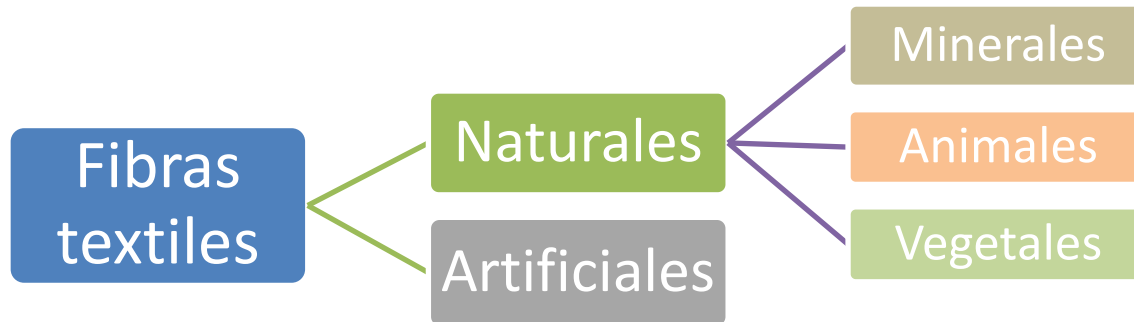 Fibras
textiles
Naturales
Artificiales
Minerales
Animales
Vegetales